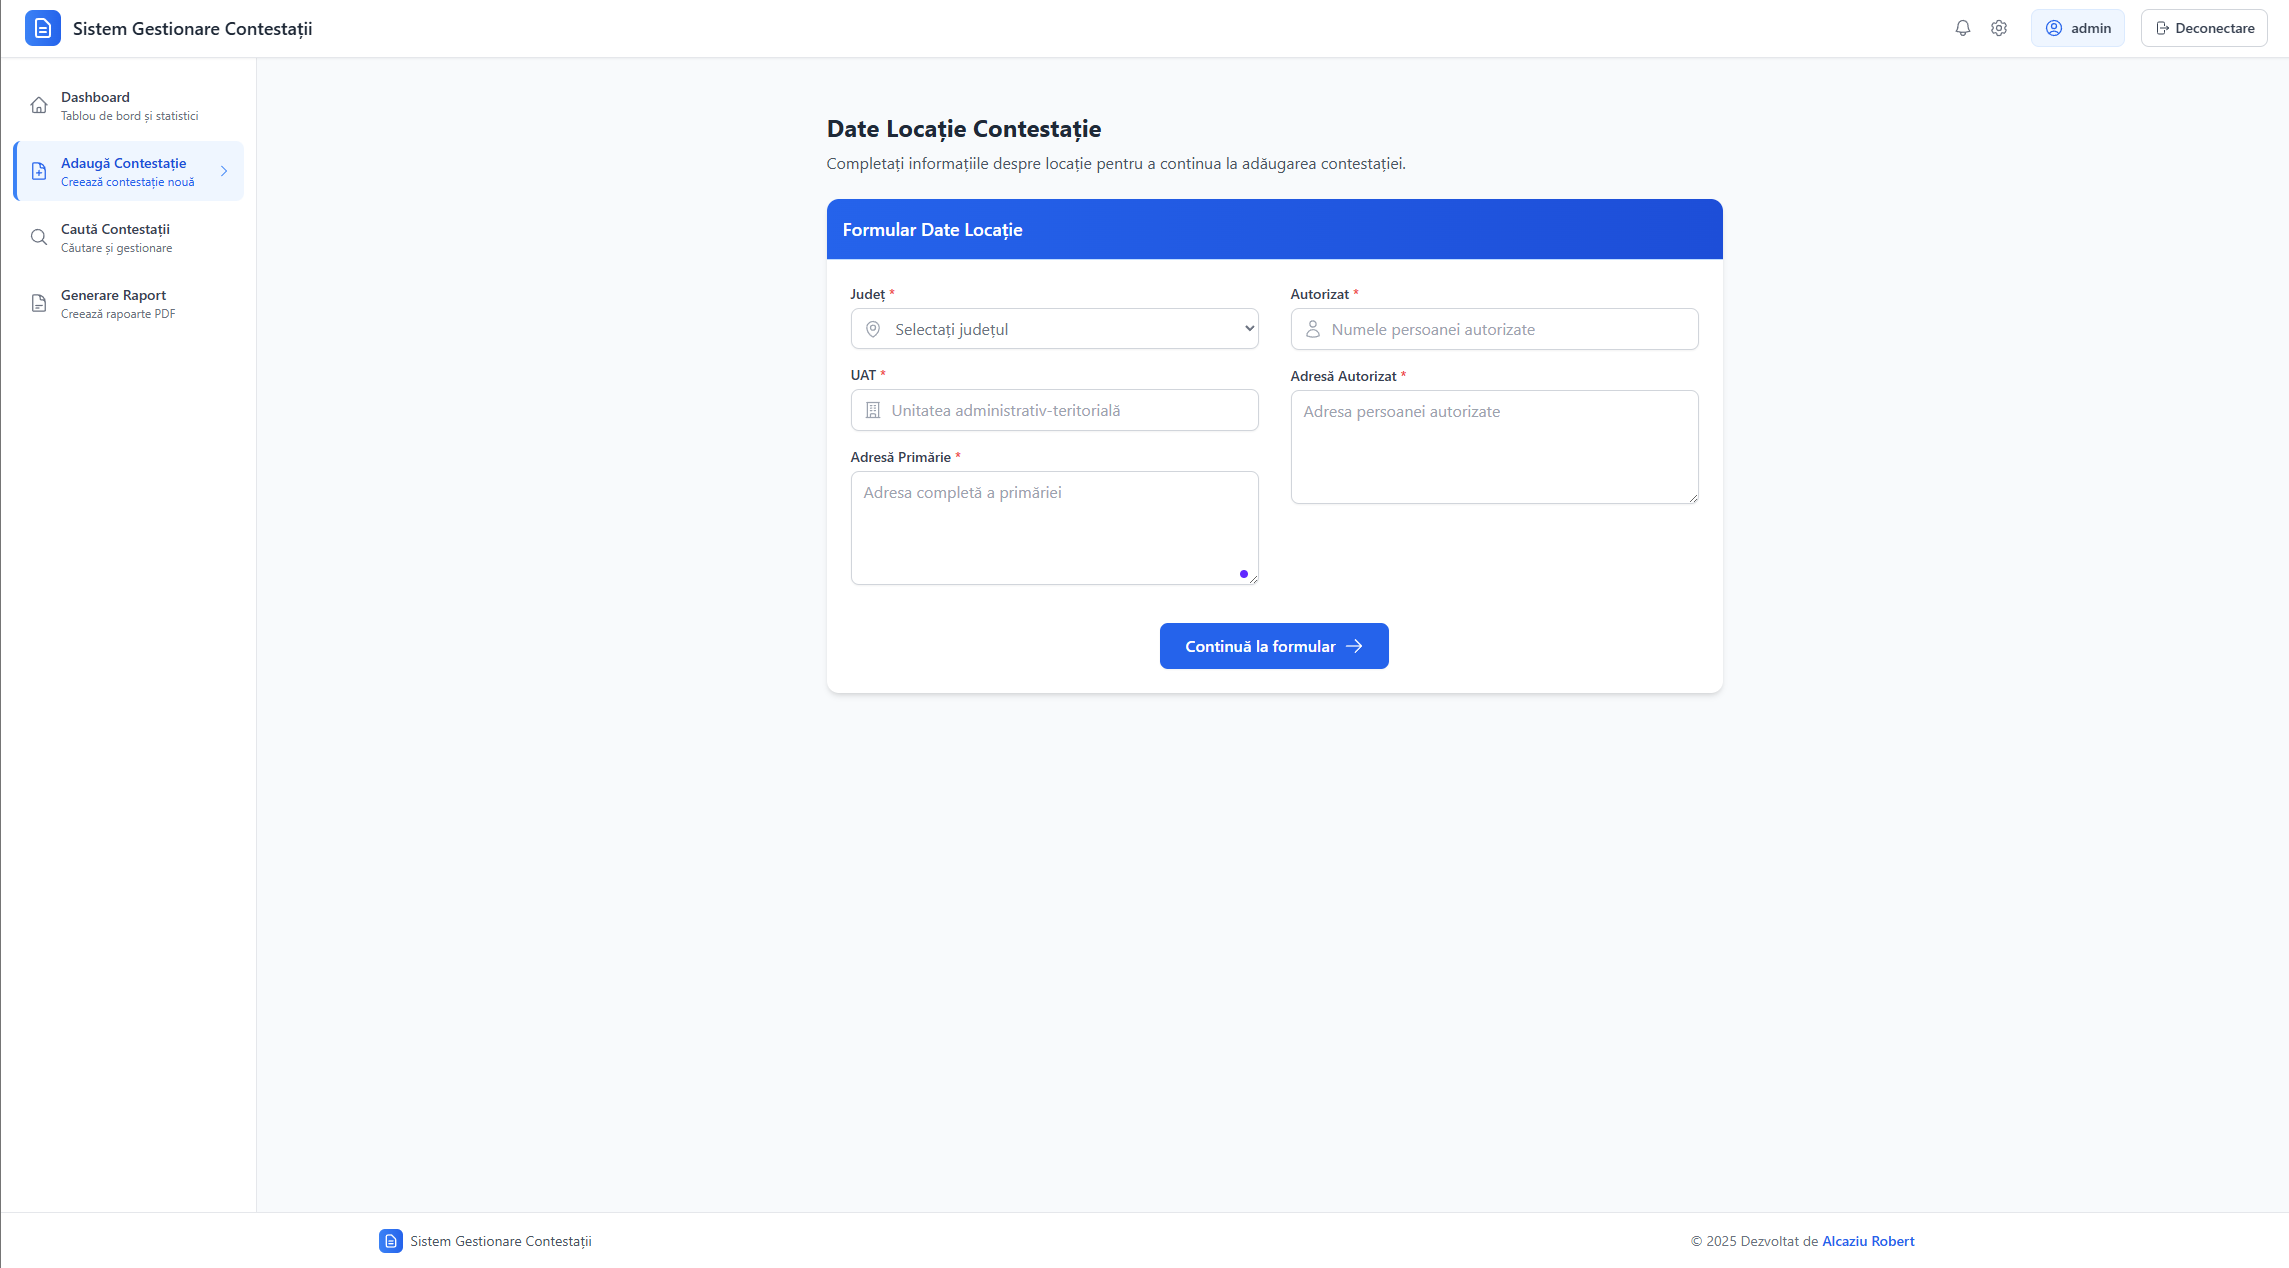 Sistem Gestionare Contestații
admin
Deconectare
Dashboard
Tablou de bord și statistici
Adaugă Contestație
Creează contestație nouă
Caută Contestații
Căutare și gestionare
Generare Raport
Creează rapoarte PDF
Date Locație Contestație
Completați informațiile despre locație pentru a continua la adăugarea contestației.
Formular Date Locație
Județ *
Selectați județul
UAT *
Unitatea administrativ-teritorială
Adresă Primărie *
Adresa completă a primăriei
Autorizat *
Numele persoanei autorizate
Adresă Autorizat *
Adresa persoanei autorizate
Continuă la formular
Sistem Gestionare Contestații
© 2025 Dezvoltat de Alcaziu Robert